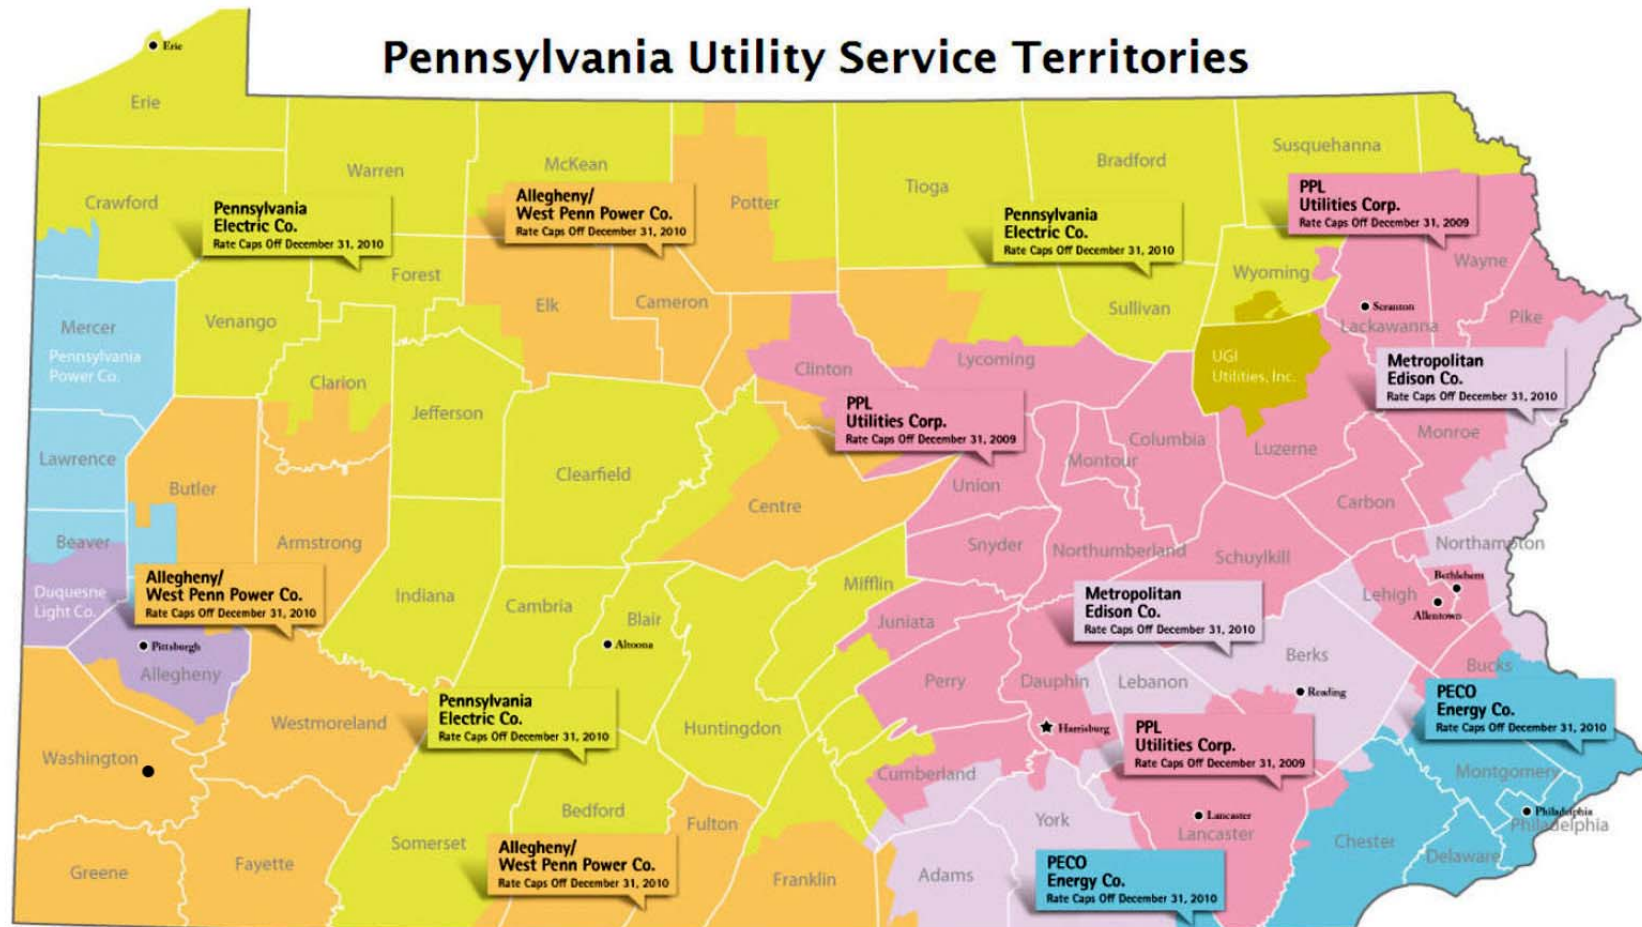 Pennsylvania Utility Service Territories
Erie
Erie
Warren
McKean
Potter
Tioga
Bradford
Susquehanna
Crawford
Pennsylvania
Electric Co.
Rate Caps Off December 31, 2010
Allegheny/
West Penn Power Co.
Rate Caps Off December 31, 2010
Pennsylvania
Electric Co.
Rate Caps Off December 31, 2010
PPL
Utilities Corp.
Rate Caps Off December 31, 2009
Forest
Elk
Cameron
Sullivan
Wyoming
Wayne
Venango
Mercer
Pennsylvania
Power Co.
Scranton
Lackawanna
Pike
Clarion
Clinton
Lycoming
UGI
Utilities, Inc.
Metropolitan
Edison Co.
Rate Caps Off December 31, 2010
Jefferson
PPL
Utilities Corp.
Rate Caps Off December 31, 2009
Columbia
Luzerne
Monroe
Lawrence
Butler
Clearfield
Centre
Union
Montour
Carbon
Beaver
Armstrong
Snyder
Northumberland
Schuylkill
Northampton
Duquesne
Light Co.
Allegheny/
West Penn Power Co.
Rate Caps Off December 31, 2010
Indiana
Cambria
Blair
Altoona
Mifflin
Juniata
Metropolitan
Edison Co.
Rate Caps Off December 31, 2010
Lehigh
Bethlehem
Allentown
Pittsburgh
Allegheny
Perry
Dauphin
Lebanon
Berks
Reading
Bucks
Westmoreland
Pennsylvania
Electric Co.
Rate Caps Off December 31, 2010
Huntingdon
Harrisburg
PPL
Utilities Corp.
Rate Caps Off December 31, 2009
PECO
Energy Co.
Rate Caps Off December 31, 2010
Washington
Cumberland
Montgomery
Bedford
Fulton
York
Lancaster
Lancaster
Philadelphia
Philadelphia
Greene
Fayette
Somerset
Allegheny/
West Penn Power Co.
Rate Caps Off December 31, 2010
Franklin
Adams
PECO
Energy Co.
Rate Caps Off December 31, 2010
Chester
Delaware